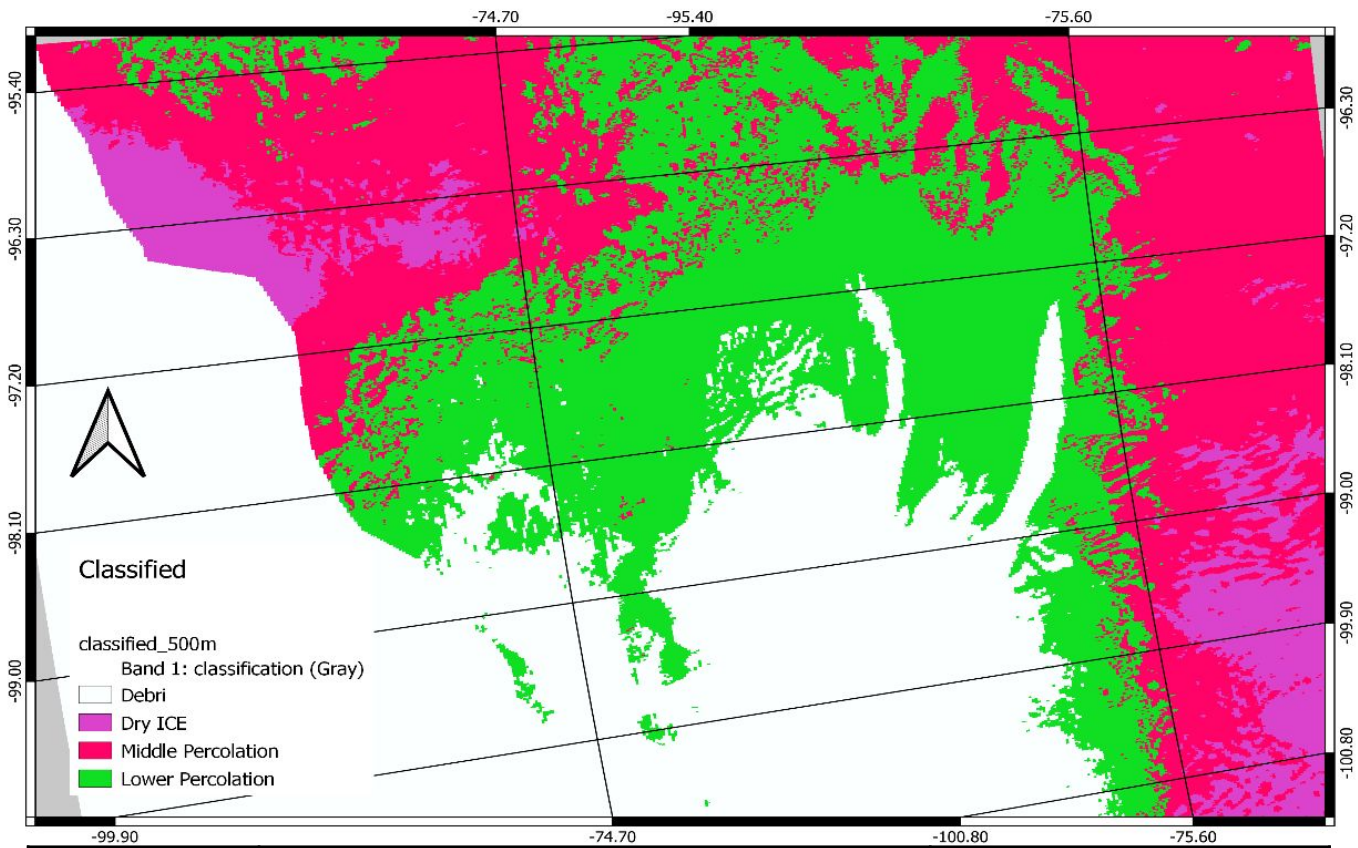 -74.70 -95.40 -75.60
-95.40
-96.30
-97.20
-98.10
-99.00
-96.30
-97.20
-98.10
-99.00
-99.90
-100.80
Classified
classified_500m
Band 1: classification (Gray)
Debri
Dry ICE
Middle Percolation
Lower Percolation
-99.90 -74.70 -100.80 -75.60